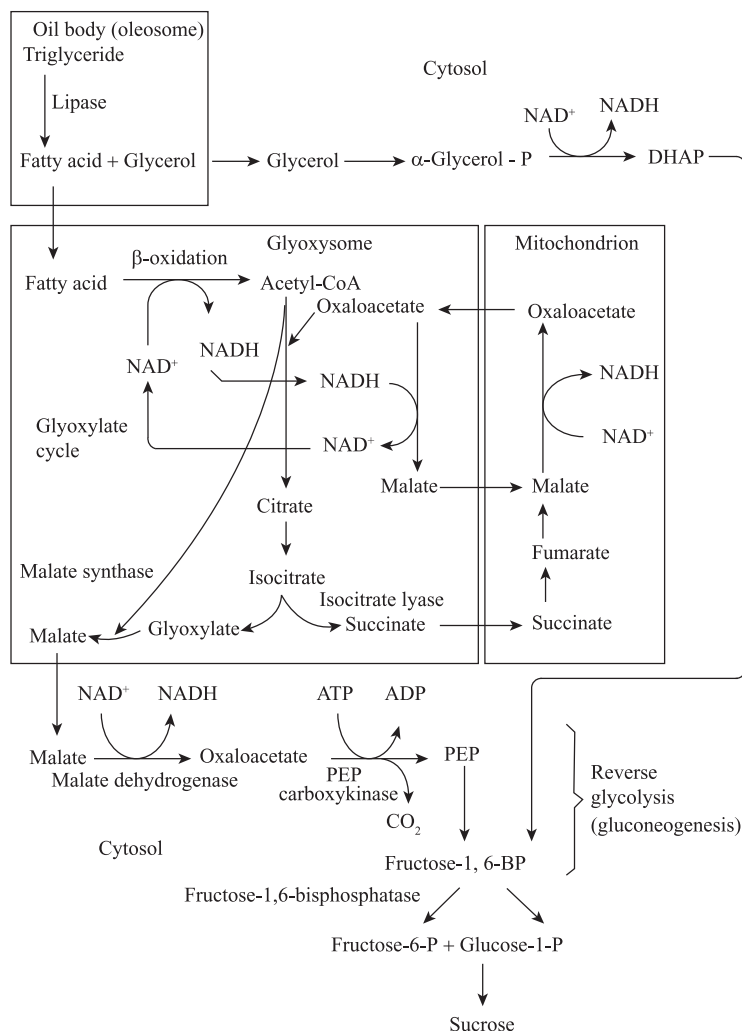 Oil body (oleosome)
Triglyceride
Cytosol
Lipase
NAD⁺
NADH
Fatty acid + Glycerol
Glycerol
α-Glycerol - P
DHAP
Glyoxysome
Mitochondrion
β-oxidation
Fatty acid
Acetyl-CoA
Oxaloacetate
Oxaloacetate
NADH
NAD⁺
NADH
NADH
Glyoxylate
cycle
NAD⁺
NAD⁺
Malate
Malate
Citrate
Fumarate
Malate synthase
Isocitrate
Isocitrate lyase
Malate
Glyoxylate
Succinate
Succinate
NAD⁺
NADH
ATP
ADP
Malate
Oxaloacetate
PEP
Malate dehydrogenase
PEP
carboxykinase
CO₂
Reverse
glycolysis
(gluconeogenesis)
Cytosol
Fructose-1, 6-BP
Fructose-1,6-bisphosphatase
Fructose-6-P + Glucose-1-P
Sucrose